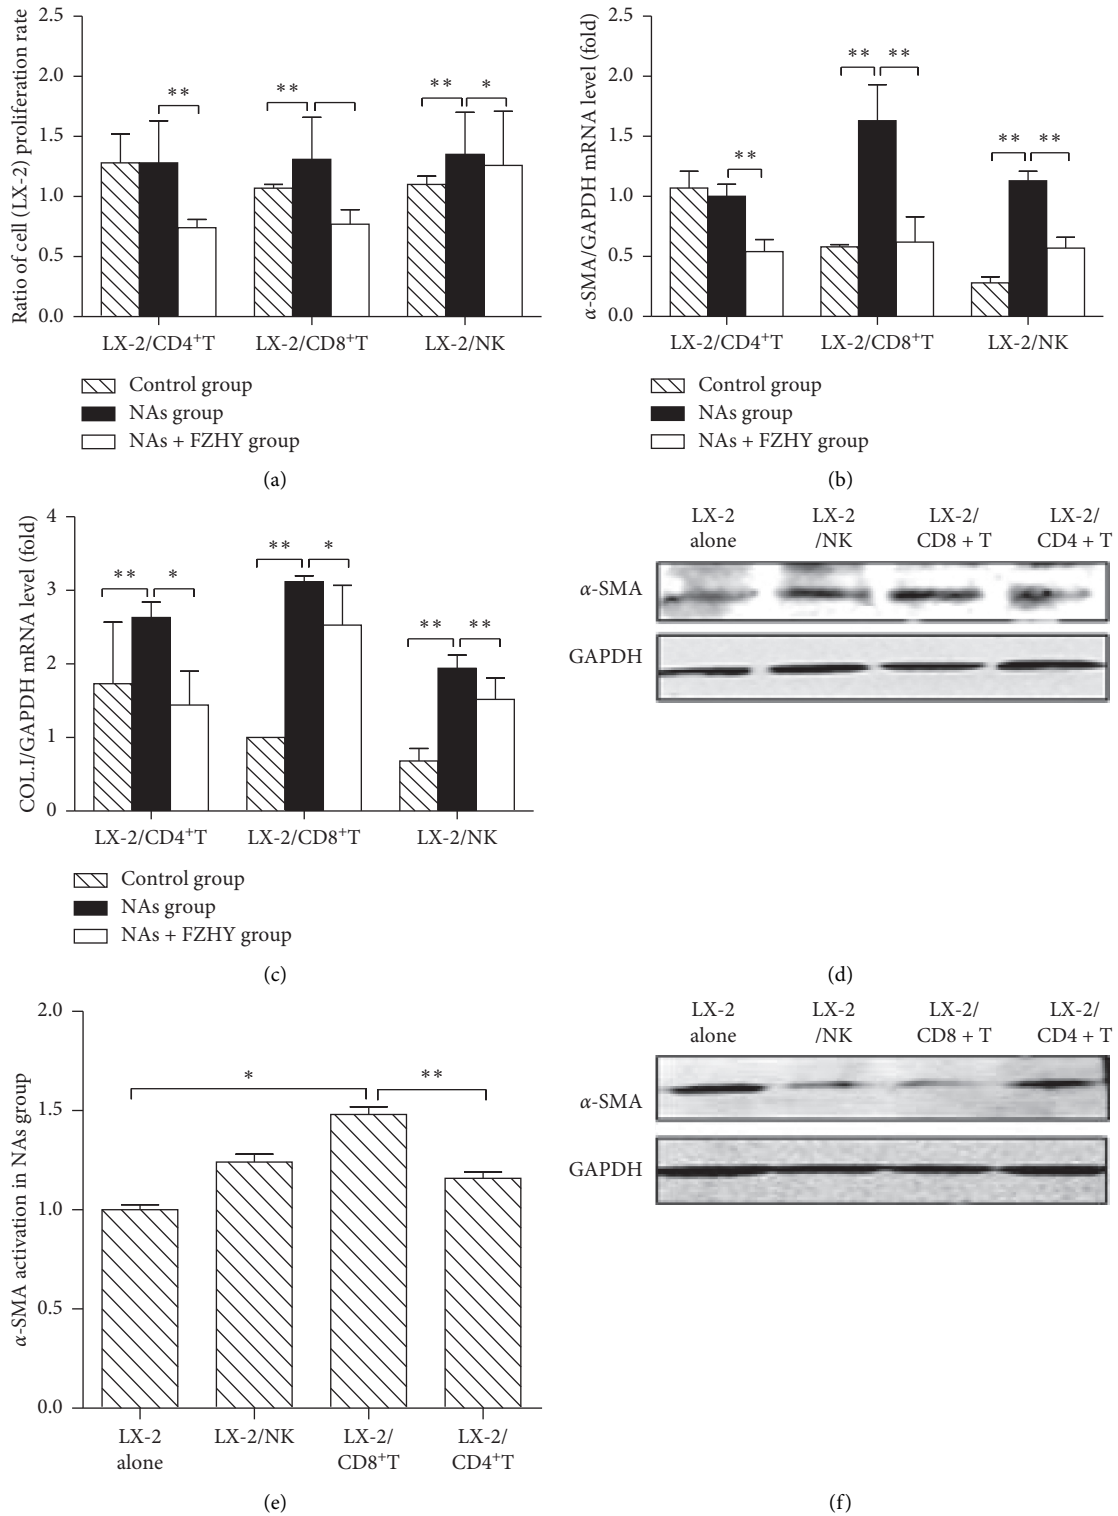 Ratio of cell (LX-2) proliferation rate
2.5
2.0
1.5
1.0
0.5
0.0
**
**
**
*
LX-2/CD4⁺T
LX-2/CD8⁺T
LX-2/NK
Control group
NAs group
NAs + FZHY group
(a)
α-SMA/GAPDH mRNA level (fold)
2.5
2.0
1.5
1.0
0.5
0.0
**
**
**
**
**
LX-2/CD4⁺T
LX-2/CD8⁺T
LX-2/NK
Control group
NAs group
NAs + FZHY group
(b)
COL.I/GAPDH mRNA level (fold)
4
3
2
1
0
**
*
**
*
**
**
LX-2/CD4⁺T
LX-2/CD8⁺T
LX-2/NK
Control group
NAs group
NAs + FZHY group
(c)
LX-2
alone
LX-2
/NK
LX-2/
CD8 + T
LX-2/
CD4 + T
α-SMA
GAPDH
(d)
α-SMA activation in NAs group
2.0
1.5
1.0
0.5
0.0
*
**
LX-2
alone
LX-2/NK
LX-2/
CD8⁺T
LX-2/
CD4⁺T
(e)
LX-2
alone
LX-2
/NK
LX-2/
CD8 + T
LX-2/
CD4 + T
α-SMA
GAPDH
(f)